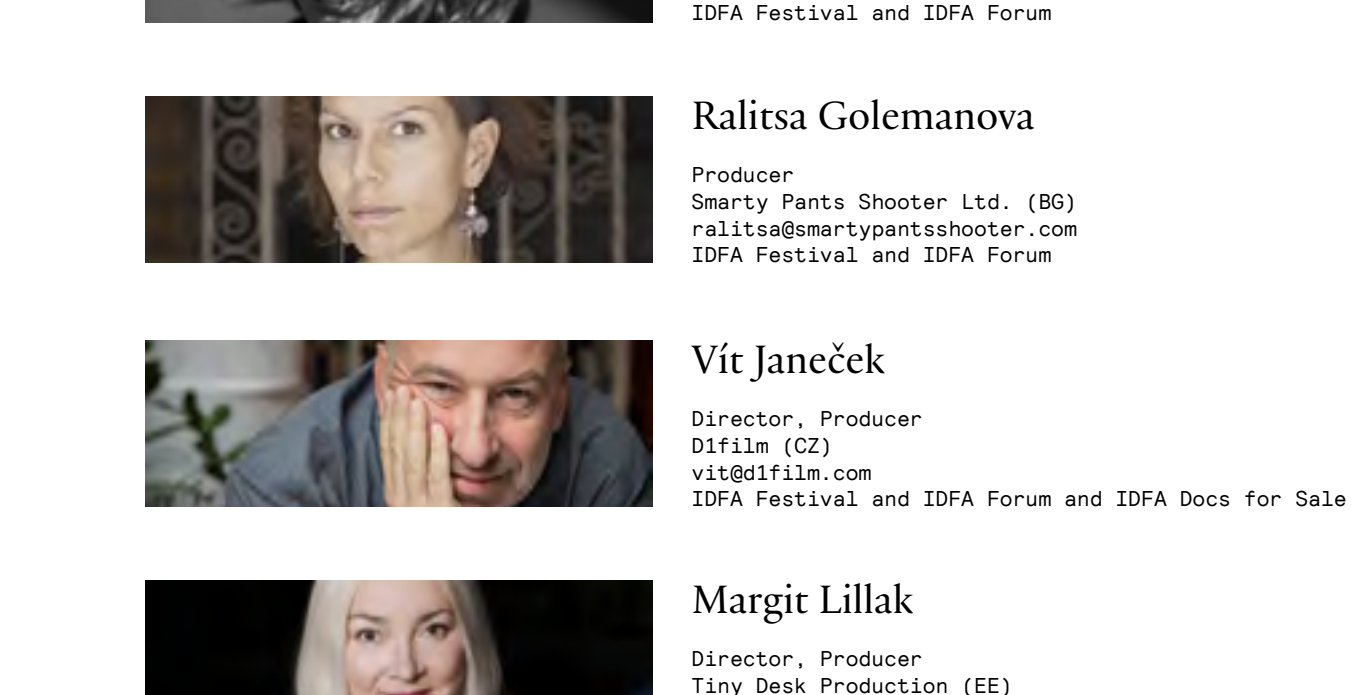 IDFA Festival and IDFA Forum
Ralitsa Golemanova
Producer
Smarty Pants Shooter Ltd. (BG)
ralitsa@smartypantsshooter.com
IDFA Festival and IDFA Forum
Vít Janeček
Director, Producer
D1film (CZ)
vit@d1film.com
IDFA Festival and IDFA Forum and IDFA Docs for Sale
Margit Lillak
Director, Producer
Tiny Desk Production (EE)